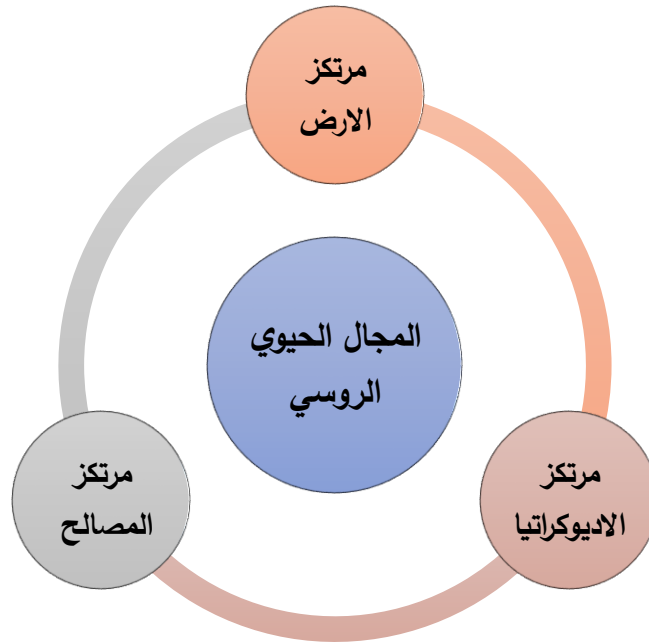 مرتكز
الارض
المجال الحيوي
الروسي
مرتكز
الاديوكراتيا
مرتكز
المصالح